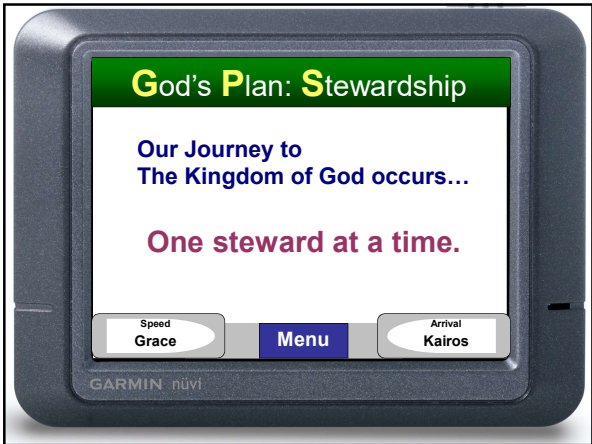 God's Plan: Stewardship
Our Journey to
The Kingdom of God occurs…
One steward at a time.
Speed
Grace
Menu
Arrival
Kairos
GARMIN nüvi